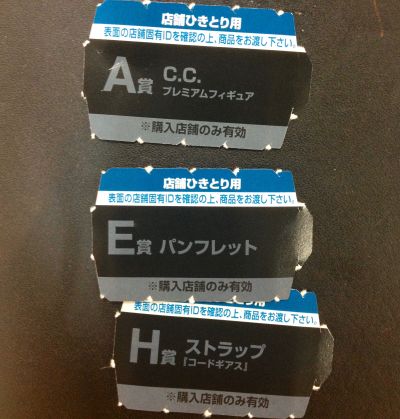 店舗ひきとり用
表面の店舗固有IDを確認の上、商品をお渡し下さい。
A賞 C.C.
プレミアムフィギュア
※購入店舗のみ有効
店舗ひきとり用
表面の店舗固有IDを確認の上、商品をお渡し下さい。
E賞 パンフレット
※購入店舗のみ有効
店舗ひきとり用
表面の店舗固有IDを確認の上、商品をお渡し下さい。
H賞 ストラップ
『コードギアス』
※購入店舗のみ有効